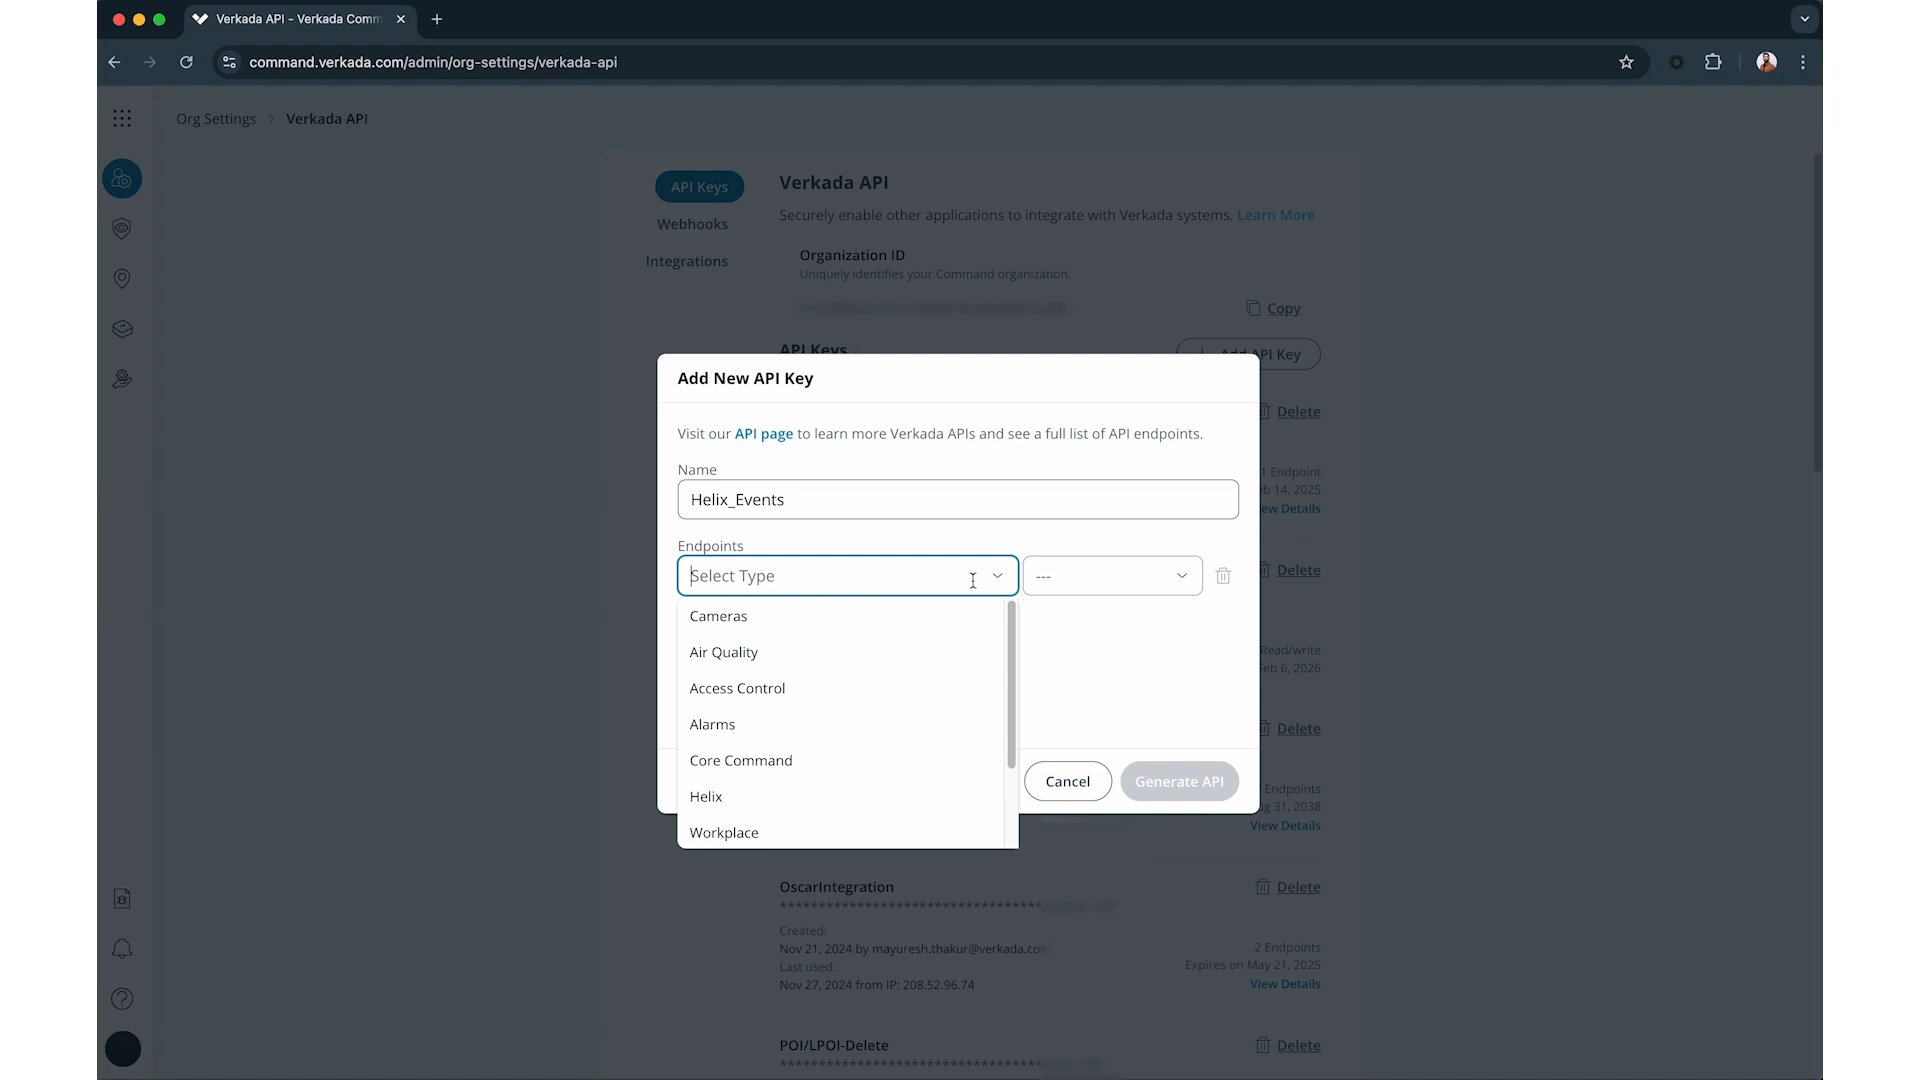 Verkada API - Verkada Comm
command.verkada.com/admin/org-settings/verkada-api
Org Settings > Verkada API
API Keys
Webhooks
Integrations
Verkada API
Securely enable other applications to integrate with Verkada systems. Learn More
Organization ID
Uniquely identifies your Command organization.
Copy
API Keys
Add API Key
Delete
1 Endpoint
eb 14, 2025
ew Details
Delete
Read/write
Feb 6, 2026
Delete
Endpoints
g 31, 2038
View Details
Add New API Key
Visit our API page to learn more Verkada APIs and see a full list of API endpoints.
Name
Helix_Events
Endpoints
Select Type
---
Cameras
Air Quality
Access Control
Alarms
Core Command
Helix
Workplace
Cancel
Generate API
OscarIntegration
Delete
Created:
Nov 21, 2024 by mayuresh.thakur@verkada.co
2 Endpoints
Last used:
Expires on May 21, 2025
Nov 27, 2024 from IP: 208.52.96.74
View Details
POI/LPOI-Delete
Delete